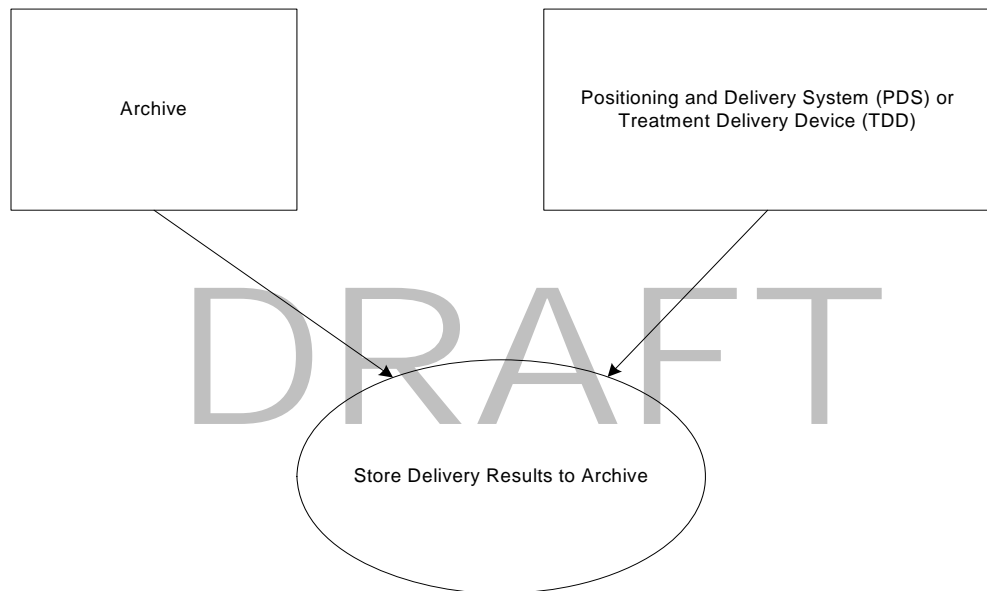 Archive
Positioning and Delivery System (PDS) or
Treatment Delivery Device (TDD)
DRAFT
Store Delivery Results to Archive